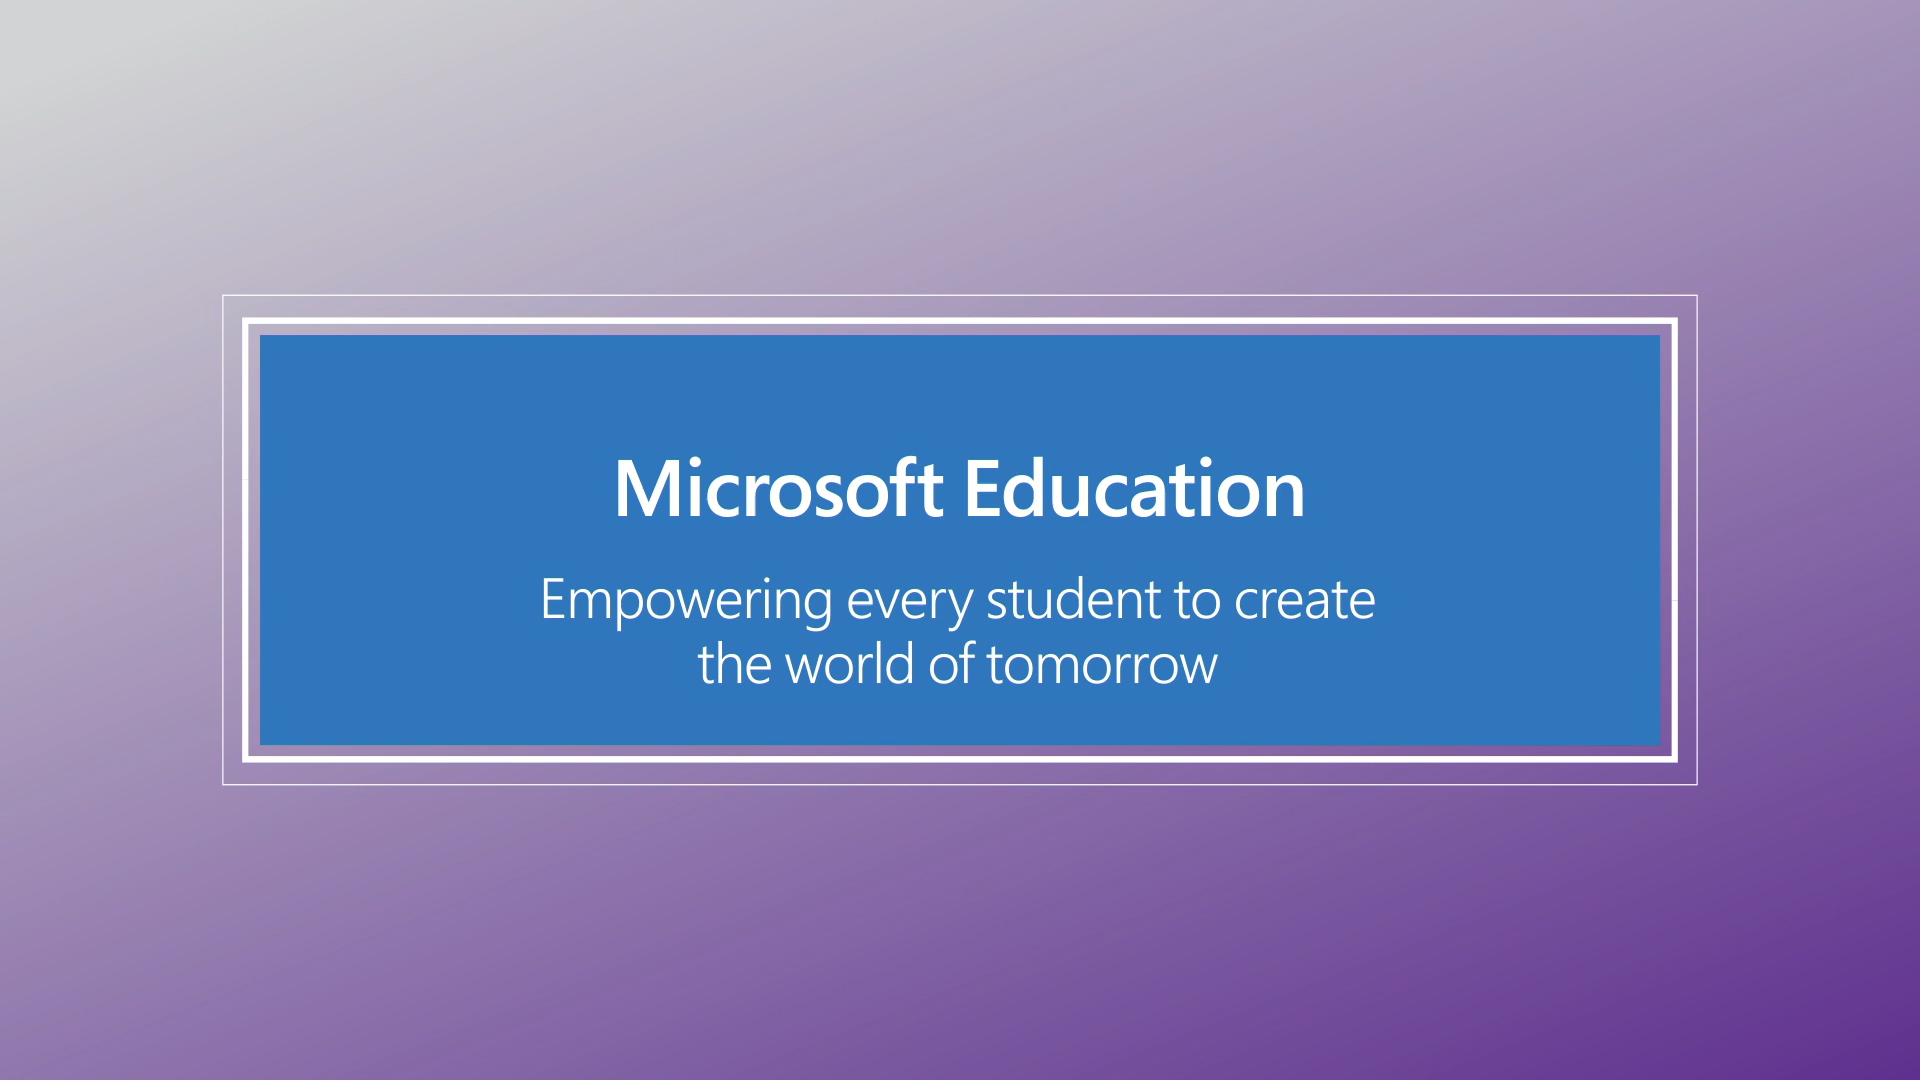 Microsoft Education
Empowering every student to create
the world of tomorrow